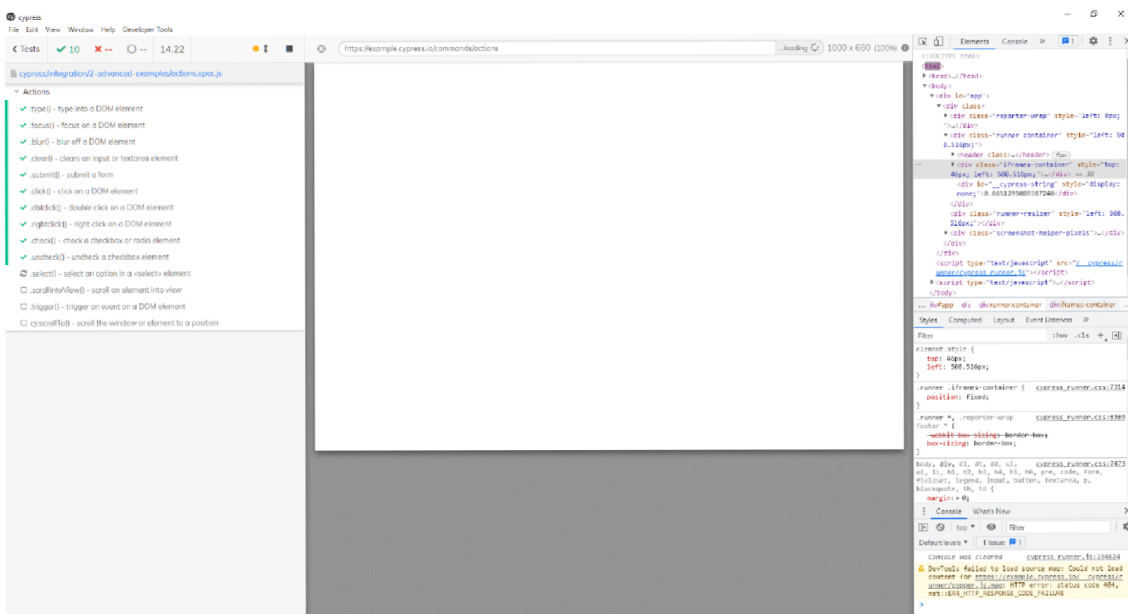 cypress
File Edit View Window Help Developer Tools
< Tests 10 -- -- 14.22
https://example.cypress.io/commands/actions ...loading 1000 x 660 (100%)
cypress/integration/2-advanced-examples/actions.spec.js
Actions
.type() - type into a DOM element
.focus() - focus on a DOM element
.blur() - blur off a DOM element
.clear() - clears an input or textarea element
.submit() - submit a form
.click() - click on a DOM element
.dblclick() - double click on a DOM element
.rightclick() - right click on a DOM element
.check() - check a checkbox or radio element
.uncheck() - uncheck a checkbox element
.select() - select an option in a <select> element
.scrollIntoView() - scroll an element into view
.trigger() - trigger an event on a DOM element
cy.scrollTo() - scroll the window or element to a position
Elements Console » 1
<!DOCTYPE html>
<html>
<head>…</head>
<body>
<div id="app">
<div class>
<div class="reporter-wrap" style="left: 0px;
">…</div>
<div class="runner container" style="left: 50
8.516px;">
<header class>…</header> flex
<div class="iframes-container" style="top:
46px; left: 508.516px;">…</div> == $0
<div id="__cypress-string" style="display:
</div>
<div class="runner-resizer" style="left: 508.
516px;"></div>
<div class="screenshot-helper-pixels">…</div>
</div>
</div>
<script type="text/javascript" src="/__cypress/r
unner/cypress_runner.js"></script>
<script type="text/javascript">…</script>
</body>
... div#app div div.runner.container div.iframes-container ...
Styles Computed Layout Event Listeners »
Filter :hov .cls +
element.style {
top: 46px;
left: 508.516px;
}
.runner .iframes-container { cypress_runner.css:7314
position: fixed;
}
.runner *, .reporter-wrap
footer * {
-webkit-box-sizing: border-box;
box-sizing: border-box;
}
body, div, dl, dt, dd, ul, cypress_runner.css:7473
ol, li, h1, h2, h3, h4, h5, h6, pre, code, form,
fieldset, legend, input, button, textarea, p,
blockquote, th, td {
margin: 0;
Console What's New
top Filter
Default levels 1 Issue: 1
Console was cleared cypress_runner.js:194624
DevTools failed to load source map: Could not load
content for https://example.cypress.io/__cypress/r
unner/popper.js.map: HTTP error: status code 404,
net::ERR_HTTP_RESPONSE_CODE_FAILURE
>